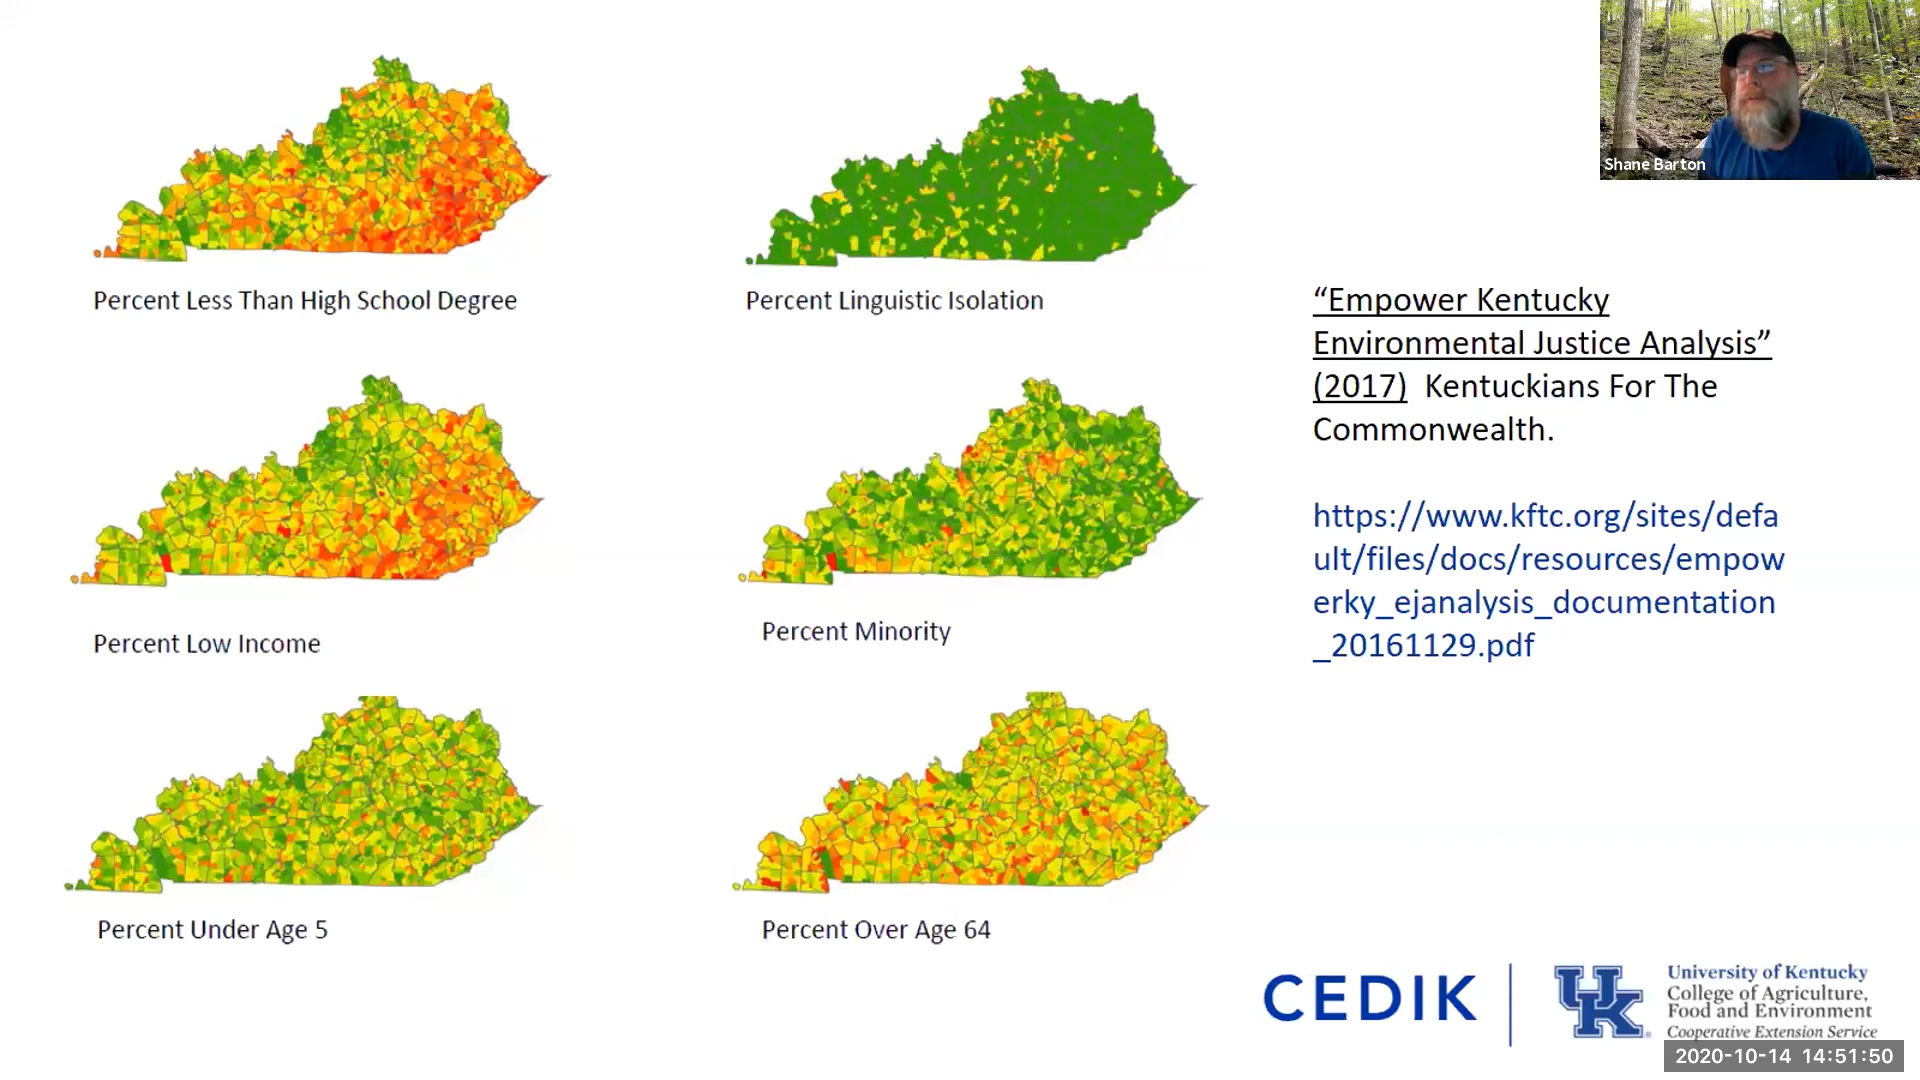 Shane Barton
Percent Less Than High School Degree
Percent Linguistic Isolation
Percent Low Income
Percent Minority
Percent Under Age 5
Percent Over Age 64
“Empower Kentucky
Environmental Justice Analysis”
(2017) Kentuckians For The
Commonwealth.
https://www.kftc.org/sites/defa
ult/files/docs/resources/empow
erky_ejanalysis_documentation
_20161129.pdf
CEDIK
UK
University of Kentucky
College of Agriculture,
Food and Environment
Cooperative Extension Service
2020-10-14 14:51:50